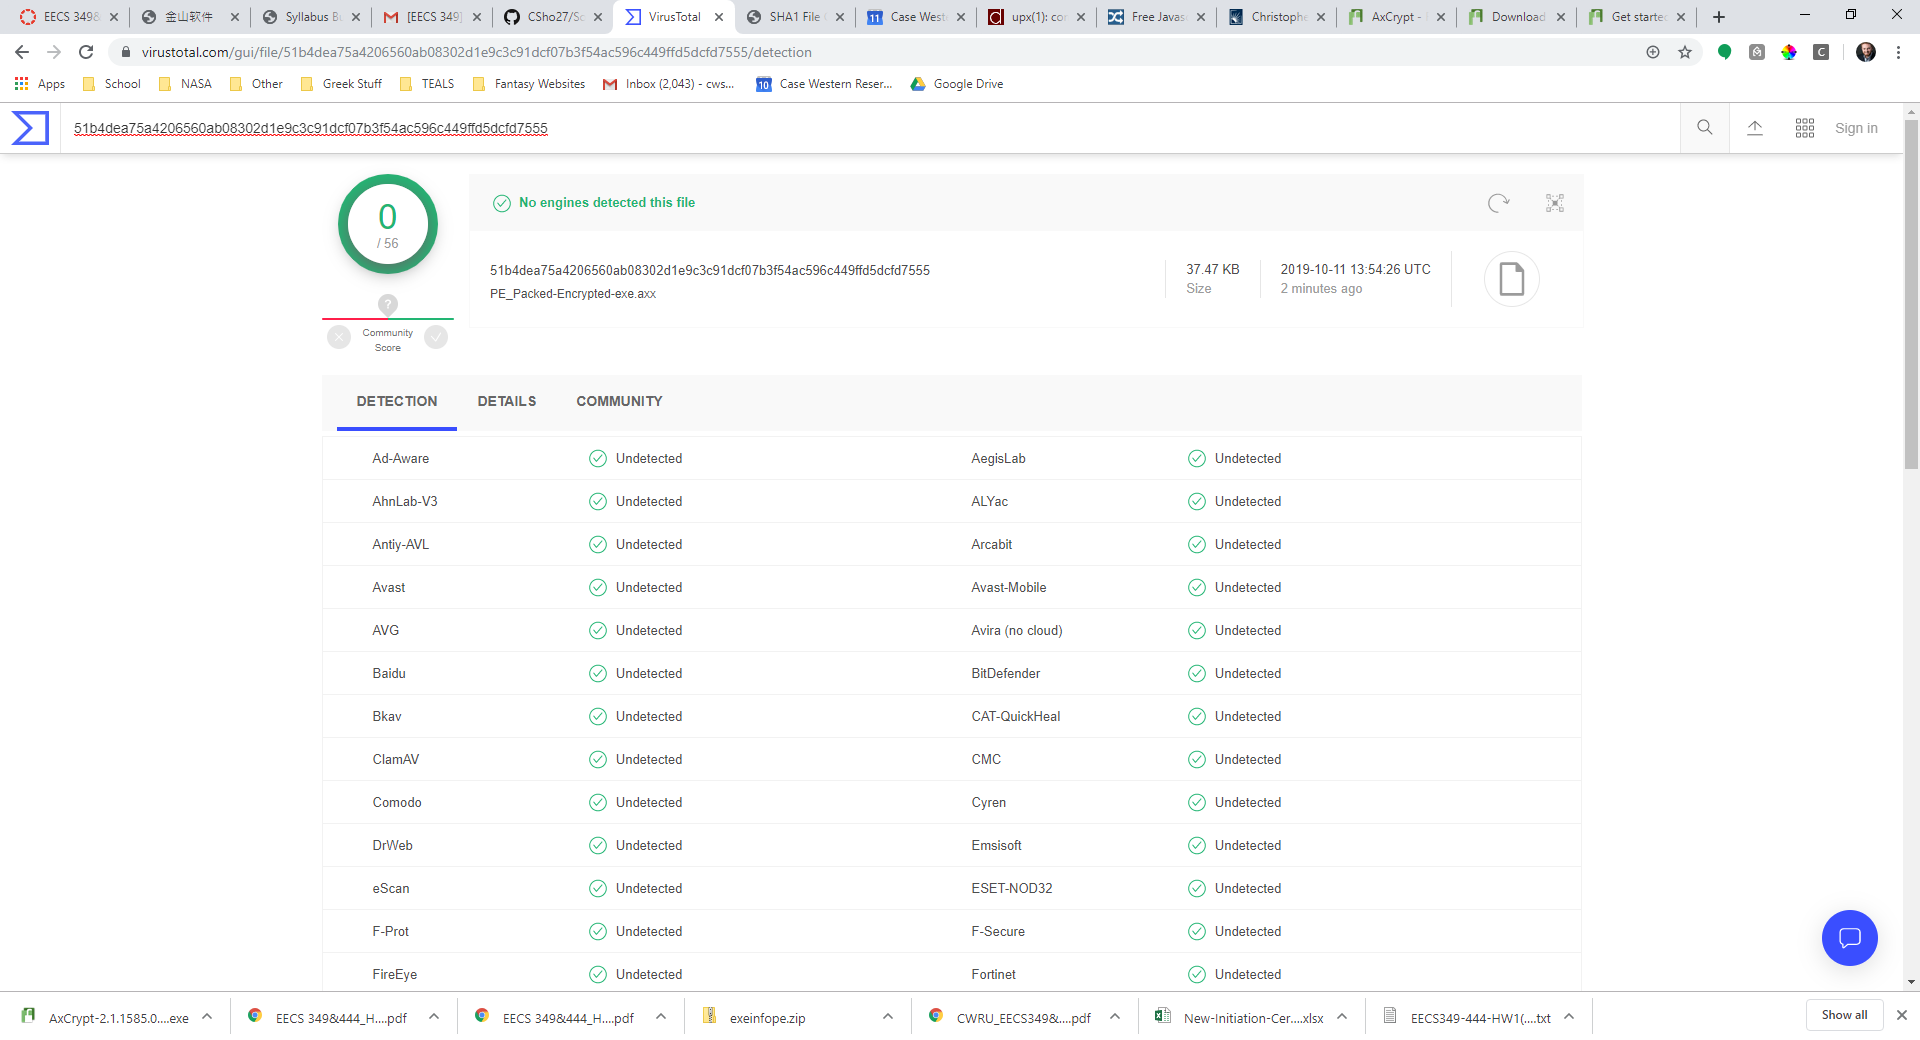 EECS 349&
金山软件
Syllabus Bu
[EECS 349]
CSho27/Sc
VirusTotal
SHA1 File
Case West
upx(1): cor
Free Javas
Christophe
AxCrypt -
Download
Get started
virustotal.com/gui/file/51b4dea75a4206560ab08302d1e9c3c91dcf07b3f54ac596c449ffd5dcfd7555/detection
Apps
School
NASA
Other
Greek Stuff
TEALS
Fantasy Websites
Inbox (2,043) - cws...
10
Case Western Reser...
Google Drive
51b4dea75a4206560ab08302d1e9c3c91dcf07b3f54ac596c449ffd5dcfd7555
Sign in
0
/ 56
No engines detected this file
51b4dea75a4206560ab08302d1e9c3c91dcf07b3f54ac596c449ffd5dcfd7555
PE_Packed-Encrypted-exe.axx
37.47 KB
Size
2019-10-11 13:54:26 UTC
2 minutes ago
?
Community
Score
DETECTION
DETAILS
COMMUNITY
Ad-Aware Undetected AegisLab Undetected
AhnLab-V3 Undetected ALYac Undetected
Antiy-AVL Undetected Arcabit Undetected
Avast Undetected Avast-Mobile Undetected
AVG Undetected Avira (no cloud) Undetected
Baidu Undetected BitDefender Undetected
Bkav Undetected CAT-QuickHeal Undetected
ClamAV Undetected CMC Undetected
Comodo Undetected Cyren Undetected
DrWeb Undetected Emsisoft Undetected
eScan Undetected ESET-NOD32 Undetected
F-Prot Undetected F-Secure Undetected
FireEye Undetected Fortinet Undetected
AxCrypt-2.1.1585.0....exe
EECS 349&444_H....pdf
EECS 349&444_H....pdf
exeinfope.zip
CWRU_EECS349&....pdf
New-Initiation-Cer....xlsx
EECS349-444-HW1(....txt
Show all